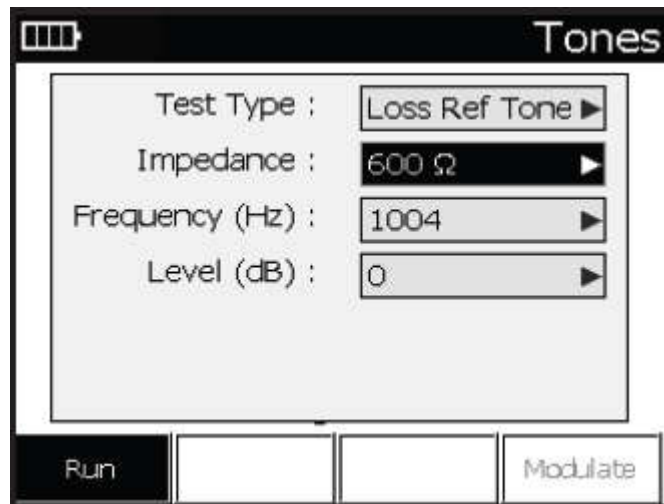 Tones
Test Type : Loss Ref Tone
Impedance : 600 Ω
Frequency (Hz) : 1004
Level (dB) : 0
Run Modulate